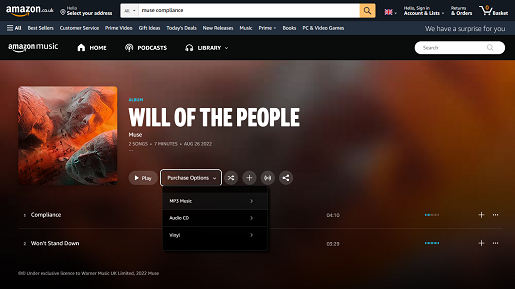 amazon.co.uk
Hello
Select your address
All
muse compliance
Hello, Sign in
Account & Lists
Returns
& Orders
0
Basket
All Best Sellers Customer Service Prime Video Gift Ideas Today's Deals New Releases Music Prime Books PC & Video Games
We have a surprise for you
amazon music HOME PODCASTS LIBRARY Search
ALBUM
WILL OF THE PEOPLE
Muse
2 SONGS • 7 MINUTES • AUG 26 2022
Play Purchase Options
MP3 Music
Audio CD
Vinyl
1 Compliance 04:10
2 Won't Stand Down 03:29
℗© Under exclusive licence to Warner Music UK Limited, 2022 Muse